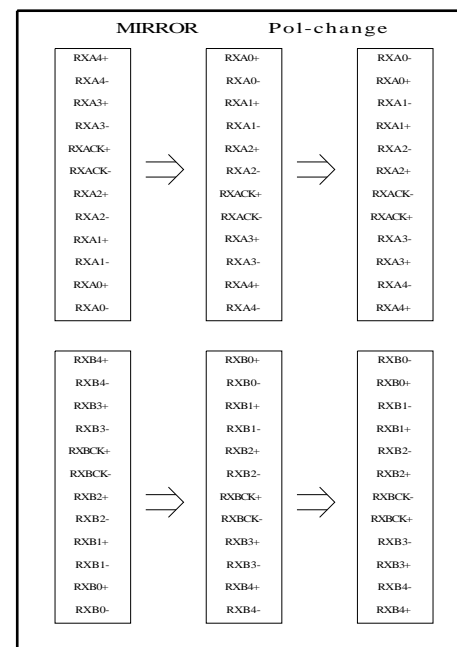 MIRROR Pol-change
RXA4+ RXA0+ RXA0-
RXA4- RXA0- RXA0+
RXA3+ RXA1+ RXA1-
RXA3- RXA1- RXA1+
RXACK+ RXA2+ RXA2-
RXACK- RXA2- RXA2+
RXA2+ RXACK+ RXACK-
RXA2- RXACK- RXACK+
RXA1+ RXA3+ RXA3-
RXA1- RXA3- RXA3+
RXA0+ RXA4+ RXA4-
RXA0- RXA4- RXA4+
RXB4+ RXB0+ RXB0-
RXB4- RXB0- RXB0+
RXB3+ RXB1+ RXB1-
RXB3- RXB1- RXB1+
RXBCK+ RXB2+ RXB2-
RXBCK- RXB2- RXB2+
RXB2+ RXBCK+ RXBCK-
RXB2- RXBCK- RXBCK+
RXB1+ RXB3+ RXB3-
RXB1- RXB3- RXB3+
RXB0+ RXB4+ RXB4-
RXB0- RXB4- RXB4+